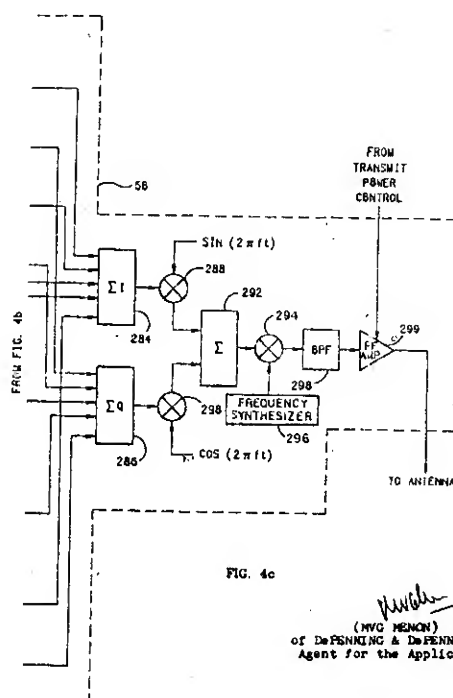 FROM
TRANSMIT
POWER
CONTROL
58
SIN (2πft)
288
292
ΣI
284
294
299
Σ
BPF
AMP
298
FROM FIG. 4b
ΣQ
298
FREQUENCY
SYNTHESIZER
296
286
COS (2πft)
TO ANTENNA
FIG. 4c
(MVG MENON)
of DePENNING & DePENN
Agent for the Applic